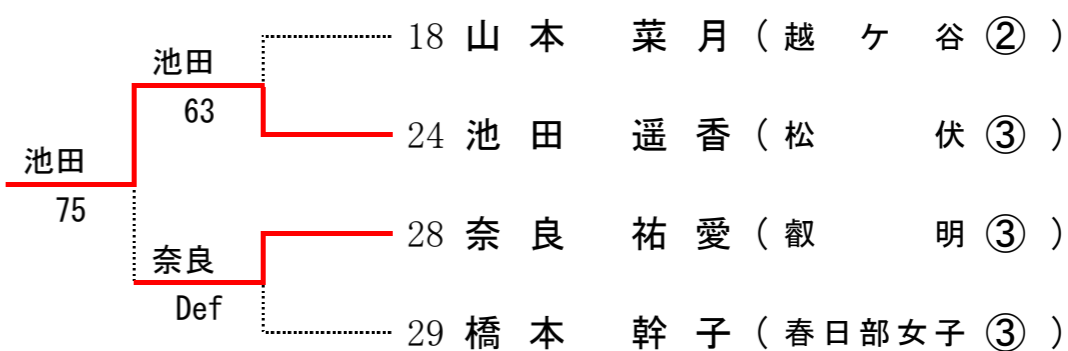 18 山本 菜月 ( 越ケ谷 ② )
池田
63
24 池田 遥香 ( 松伏 ③ )
池田
75
28 奈良 祐愛 ( 叡明 ③ )
奈良
Def
29 橋本 幹子 ( 春日部女子 ③ )